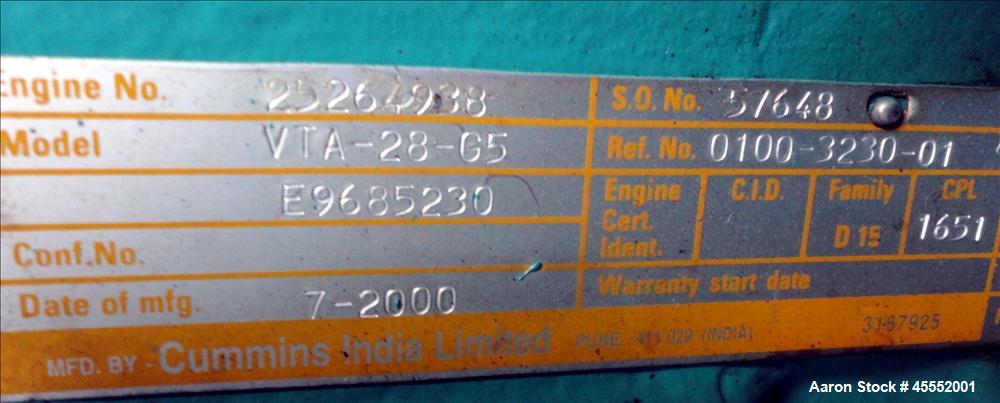 Engine No. 25264938 S.O. No. 57648
Model VTA-28-G5 Ref. No. 0100-3230-01
E9685230 Engine Cert. Ident. C.I.D. Family D 15 CPL 1651
Conf.No.
Date of mfg. 7-2000 Warranty start date
MFD. BY - Cummins India Limited PUNE 411 029 (INDIA) 3167925
Aaron Stock # 45552001